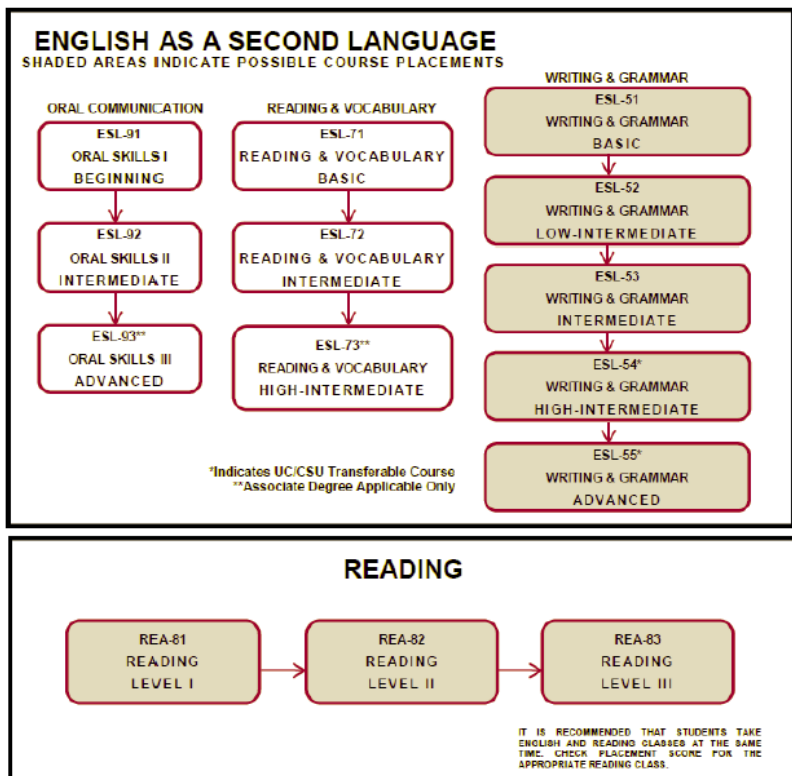 ENGLISH AS A SECOND LANGUAGE
SHADED AREAS INDICATE POSSIBLE COURSE PLACEMENTS
ORAL COMMUNICATION
ESL-91
ORAL SKILLS I
BEGINNING
ESL-92
ORAL SKILLS II
INTERMEDIATE
ESL-93**
ORAL SKILLS III
ADVANCED
READING & VOCABULARY
ESL-71
READING & VOCABULARY
BASIC
ESL-72
READING & VOCABULARY
INTERMEDIATE
ESL-73**
READING & VOCABULARY
HIGH-INTERMEDIATE
WRITING & GRAMMAR
ESL-51
WRITING & GRAMMAR
BASIC
ESL-52
WRITING & GRAMMAR
LOW-INTERMEDIATE
ESL-53
WRITING & GRAMMAR
INTERMEDIATE
ESL-54*
WRITING & GRAMMAR
HIGH-INTERMEDIATE
ESL-55*
WRITING & GRAMMAR
ADVANCED
*Indicates UC/CSU Transferable Course
**Associate Degree Applicable Only
READING
REA-81
READING
LEVEL I
REA-82
READING
LEVEL II
REA-83
READING
LEVEL III
IT IS RECOMMENDED THAT STUDENTS TAKE
ENGLISH AND READING CLASSES AT THE SAME
TIME. CHECK PLACEMENT SCORE FOR THE
APPROPRIATE READING CLASS.